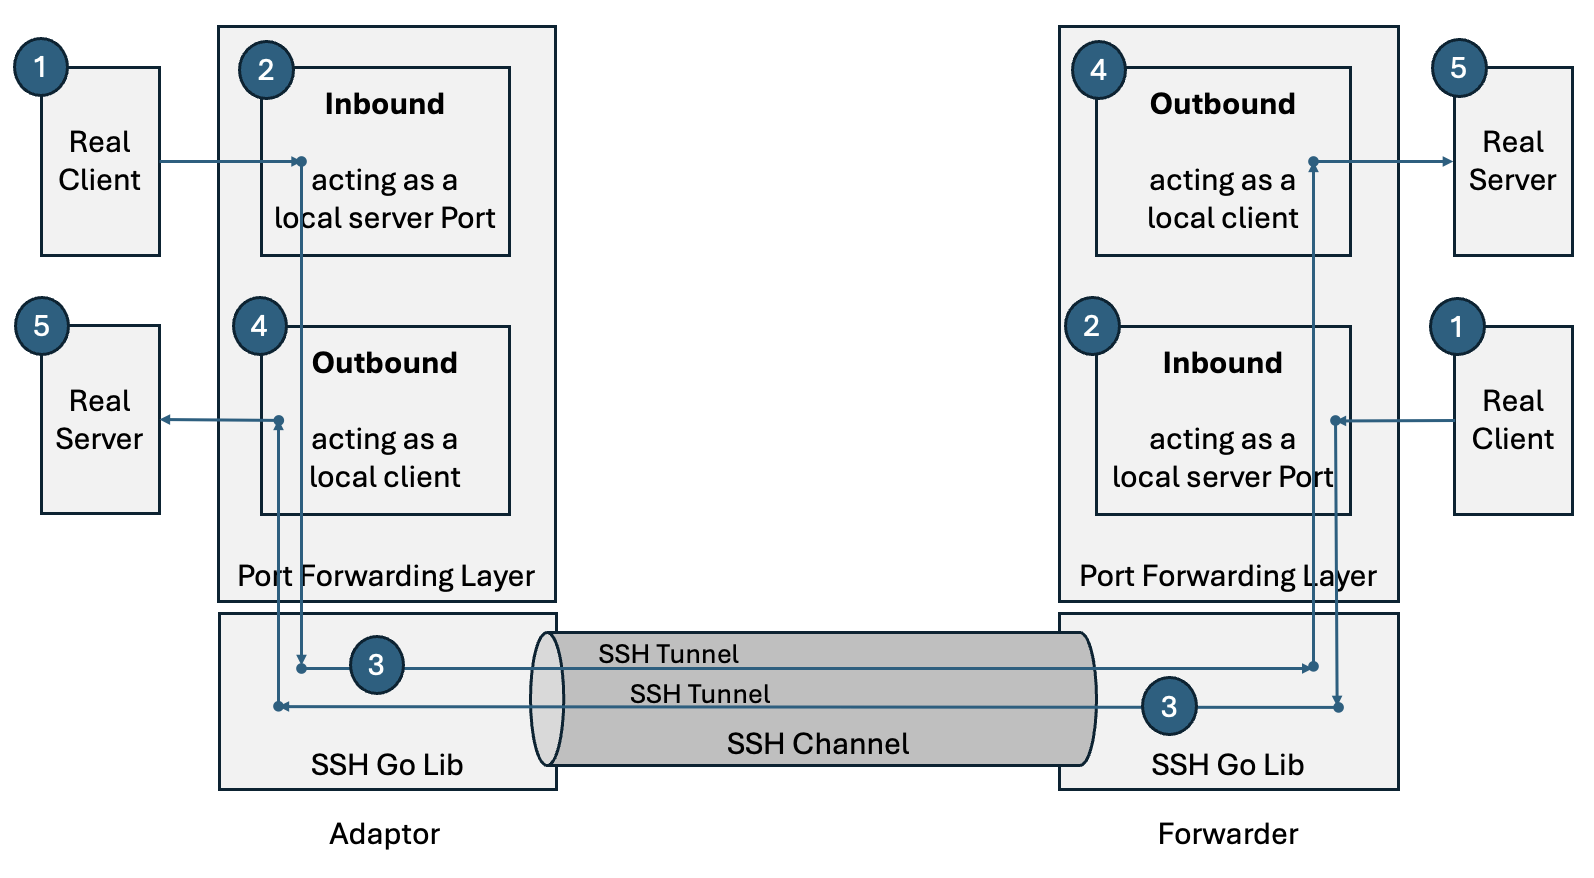 1
Real
Client
2
Inbound
acting as a
local server Port
5
Real
Server
4
Outbound
acting as a
local client
Port Forwarding Layer
3
SSH Go Lib
Adaptor
SSH Tunnel
SSH Tunnel
SSH Channel
4
Outbound
acting as a
local client
5
Real
Server
2
Inbound
acting as a
local server Port
1
Real
Client
Port Forwarding Layer
3
SSH Go Lib
Forwarder